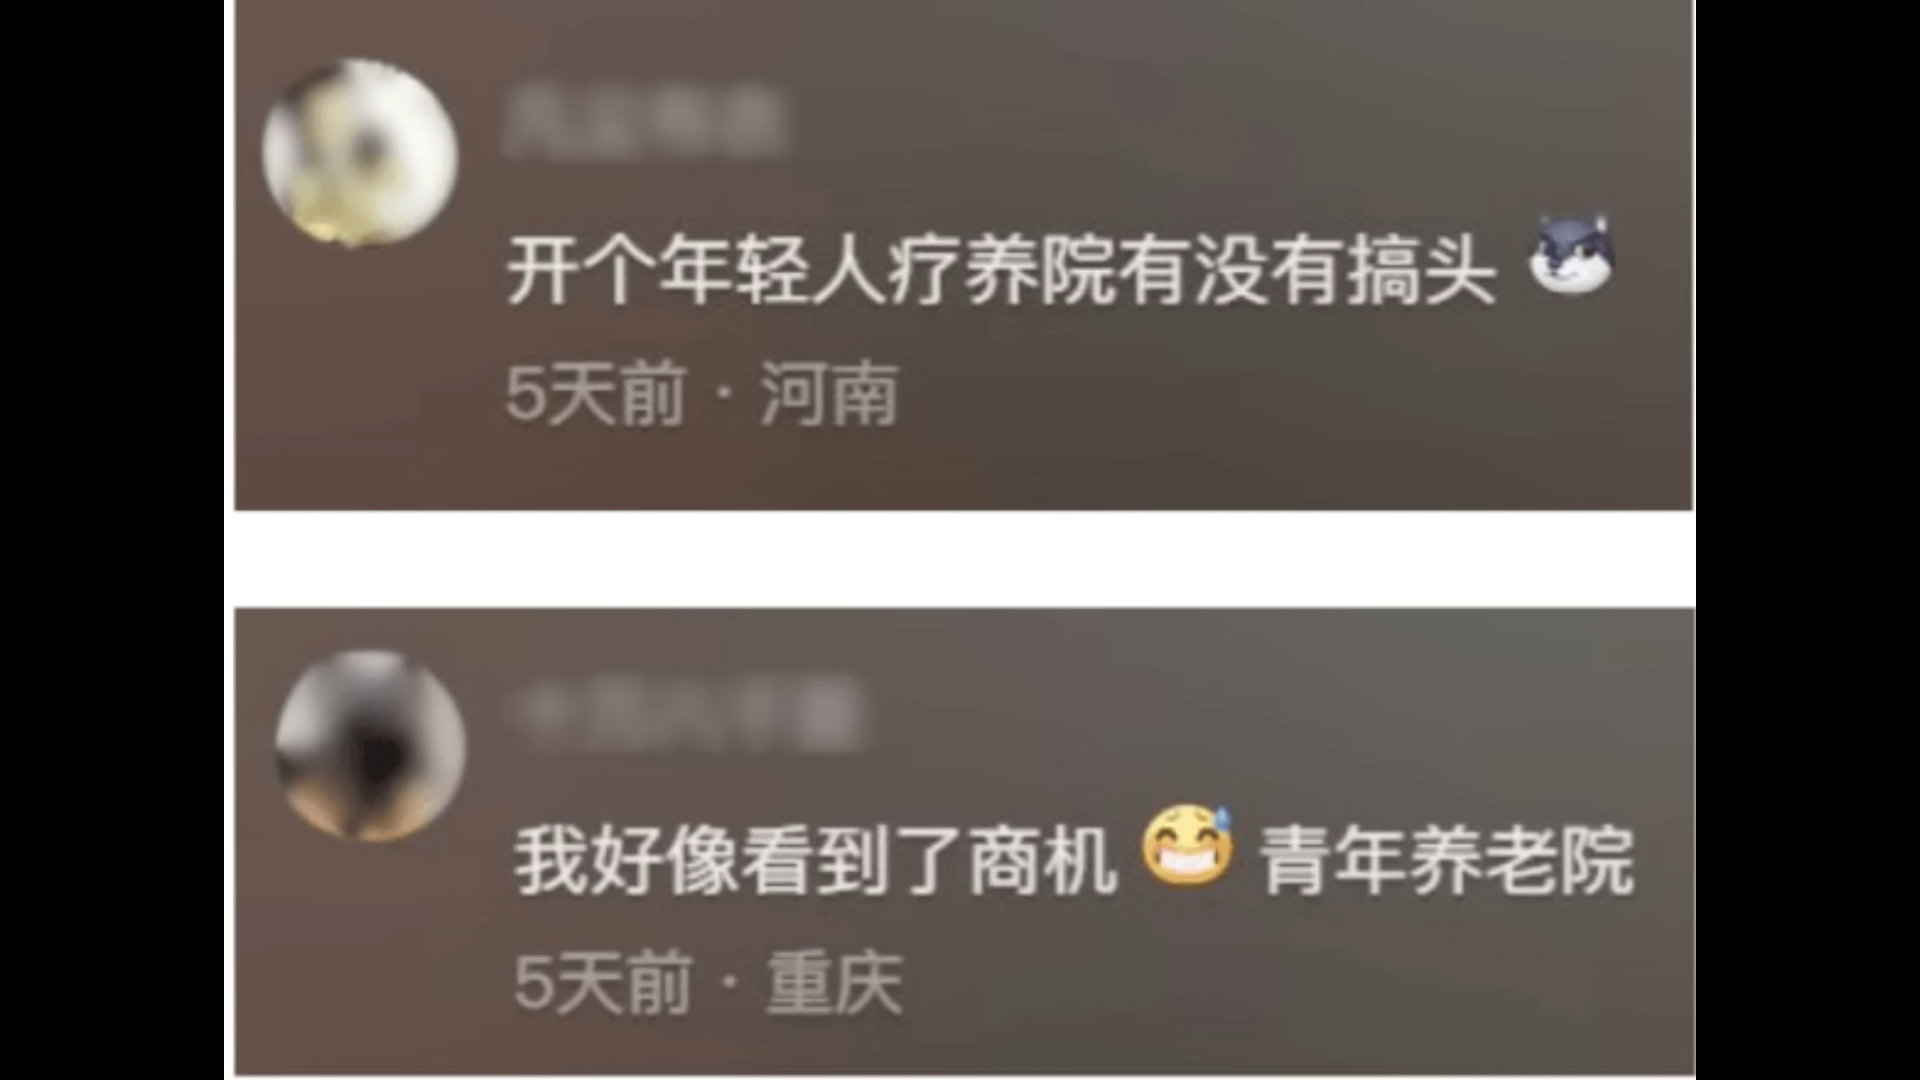 开个年轻人疗养院有没有搞头
5天前 · 河南
我好像看到了商机 😅 青年养老院
5天前 · 重庆